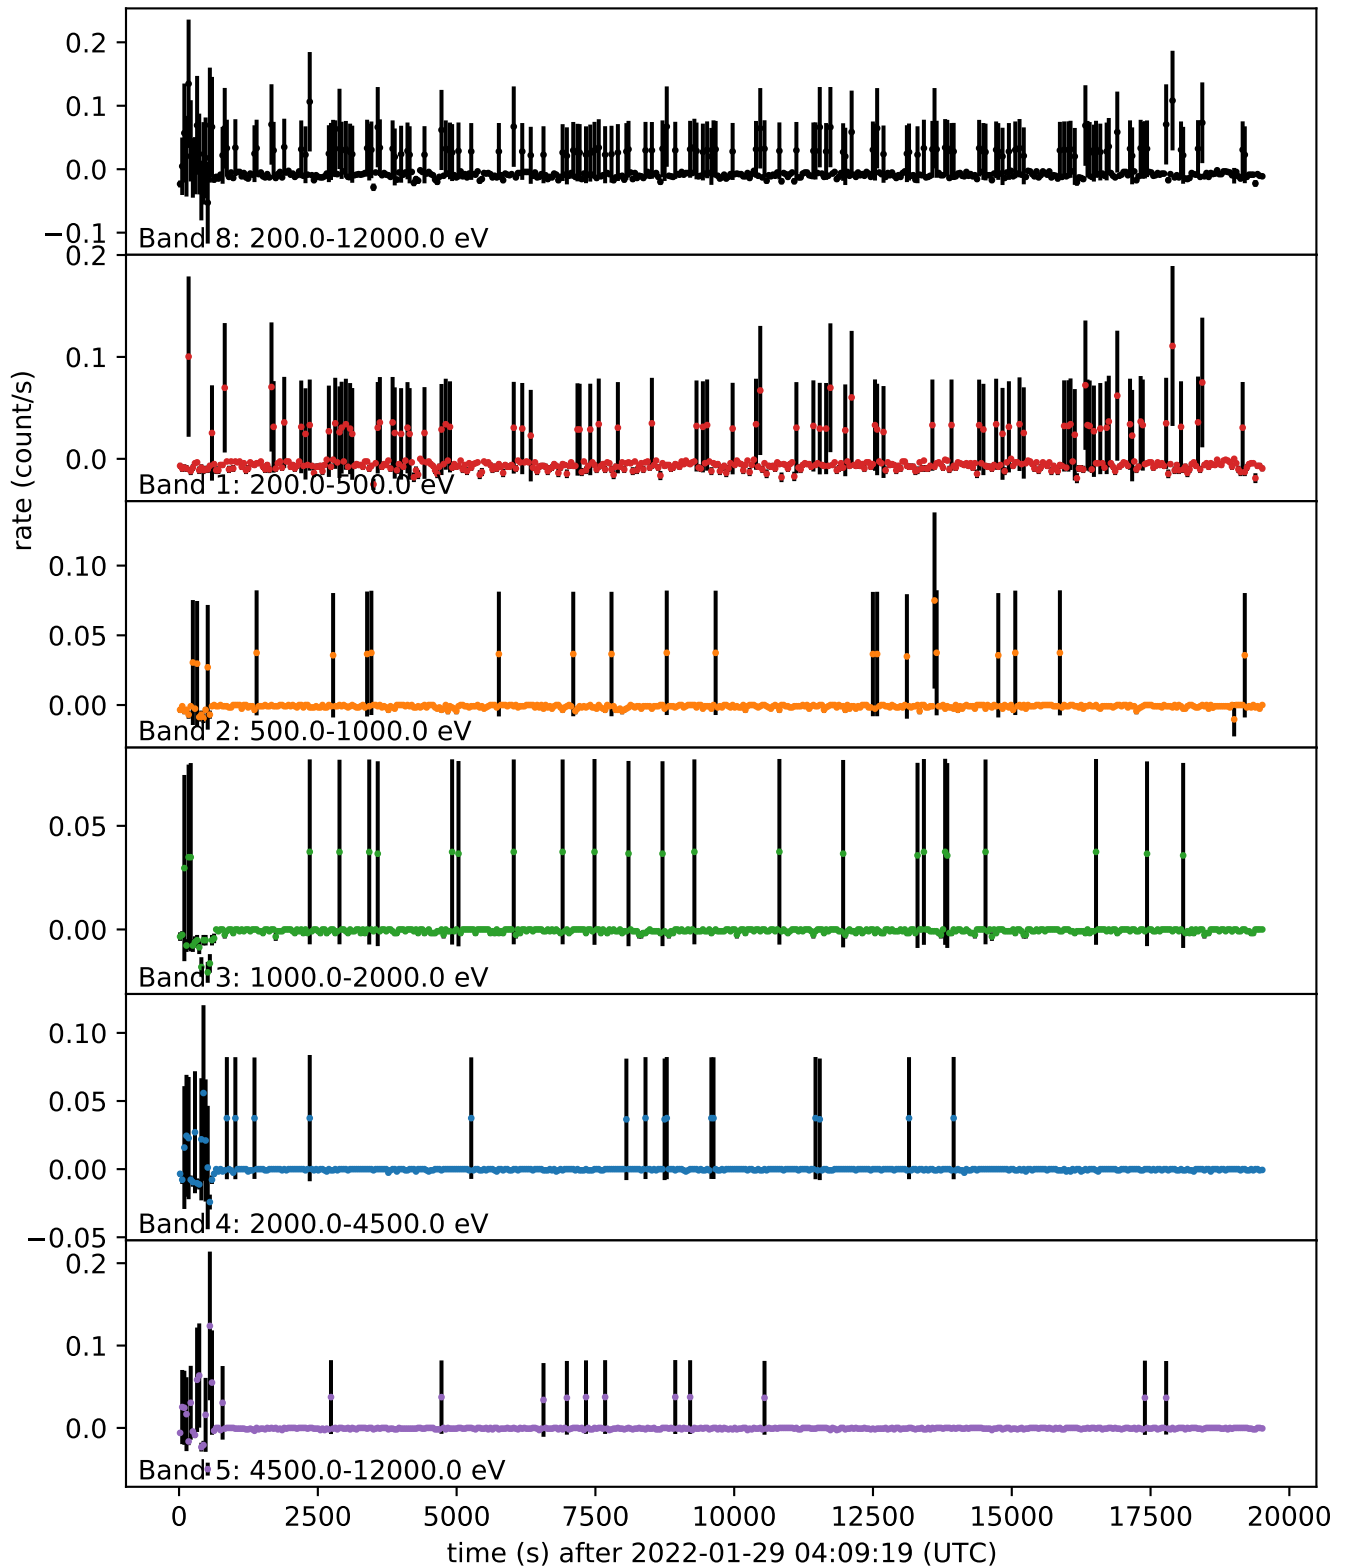 0.2
0.1
0.0
−0.1
Band 8: 200.0-12000.0 eV
0.2
0.1
0.0
Band 1: 200.0-500.0 eV
rate (count/s)
0.10
0.05
0.00
Band 2: 500.0-1000.0 eV
0.05
0.00
Band 3: 1000.0-2000.0 eV
0.10
0.05
0.00
−0.05
Band 4: 2000.0-4500.0 eV
0.2
0.1
0.0
Band 5: 4500.0-12000.0 eV
0 2500 5000 7500 10000 12500 15000 17500 20000
time (s) after 2022-01-29 04:09:19 (UTC)